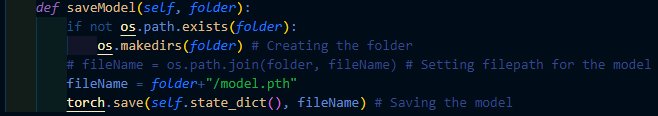 def saveModel(self, folder):
    if not os.path.exists(folder):
        os.makedirs(folder) # Creating the folder
    # fileName = os.path.join(folder, fileName) # Setting filepath for the model
    fileName = folder+"/model.pth"
    torch.save(self.state_dict(), fileName) # Saving the model